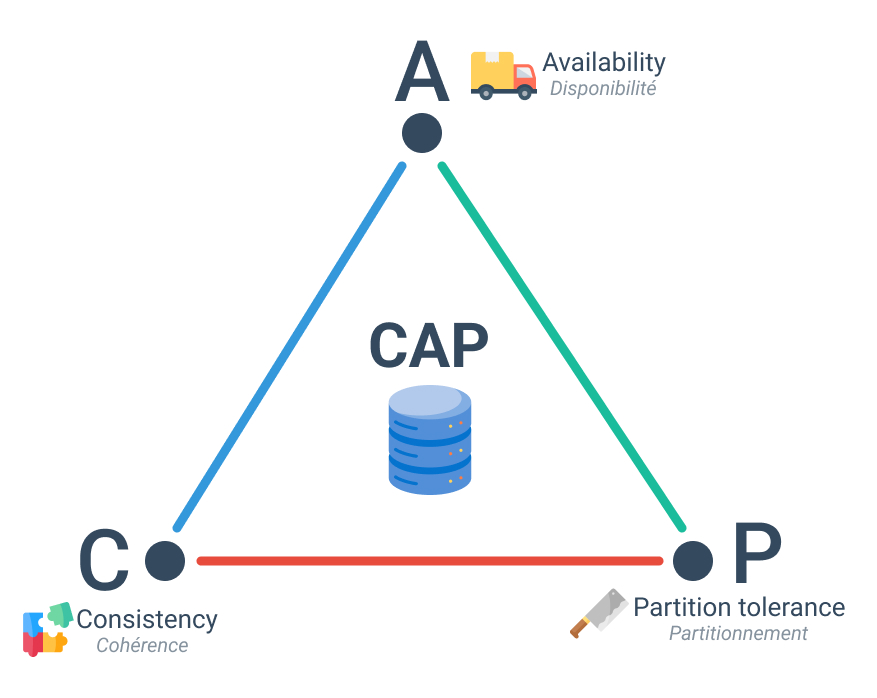 A
Availability
Disponibilité
CAP
C
P
Consistency
Cohérence
Partition tolerance
Partitionnement